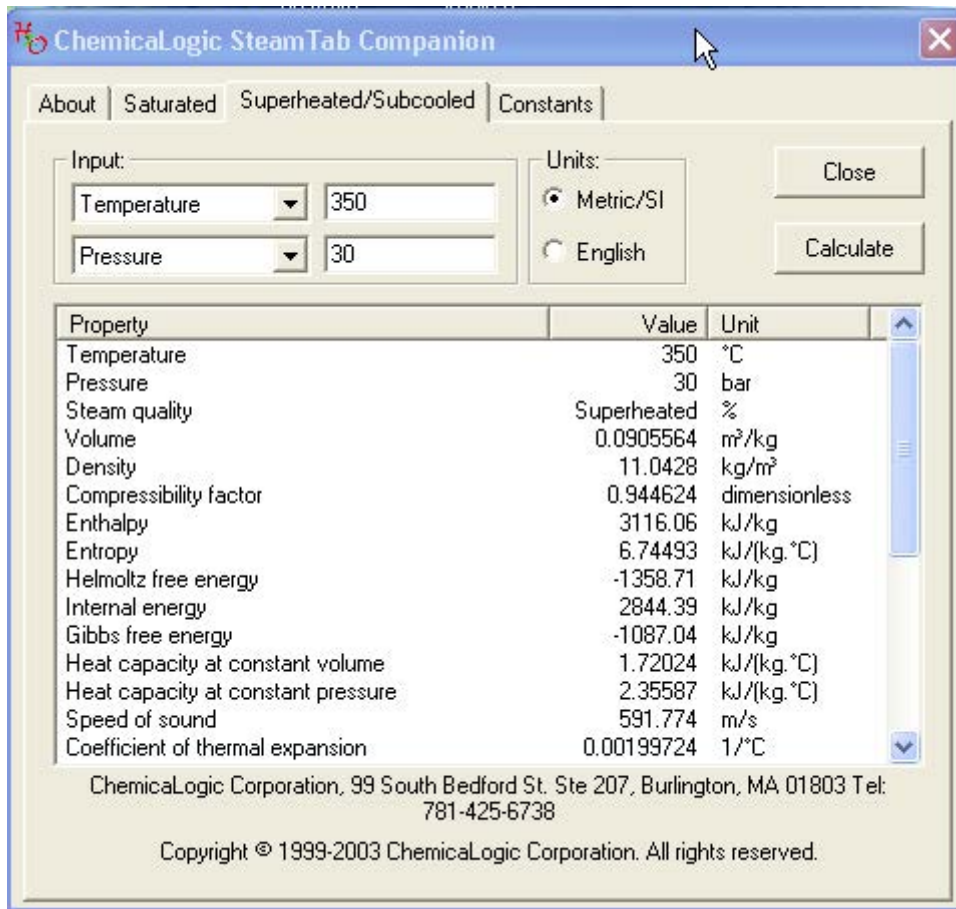 ChemicaLogic SteamTab Companion
About Saturated Superheated/Subcooled Constants
Input: Units:
Temperature 350 Metric/SI Close
Pressure 30 English Calculate
Property Value Unit
Temperature 350 °C
Pressure 30 bar
Steam quality Superheated %
Volume 0.0905564 m³/kg
Density 11.0428 kg/m³
Compressibility factor 0.944624 dimensionless
Enthalpy 3116.06 kJ/kg
Entropy 6.74493 kJ/(kg.°C)
Helmoltz free energy -1358.71 kJ/kg
Internal energy 2844.39 kJ/kg
Gibbs free energy -1087.04 kJ/kg
Heat capacity at constant volume 1.72024 kJ/(kg.°C)
Heat capacity at constant pressure 2.35587 kJ/(kg.°C)
Speed of sound 591.774 m/s
Coefficient of thermal expansion 0.00199724 1/°C
ChemicaLogic Corporation, 99 South Bedford St. Ste 207, Burlington, MA 01803 Tel:
781-425-6738
Copyright © 1999-2003 ChemicaLogic Corporation. All rights reserved.